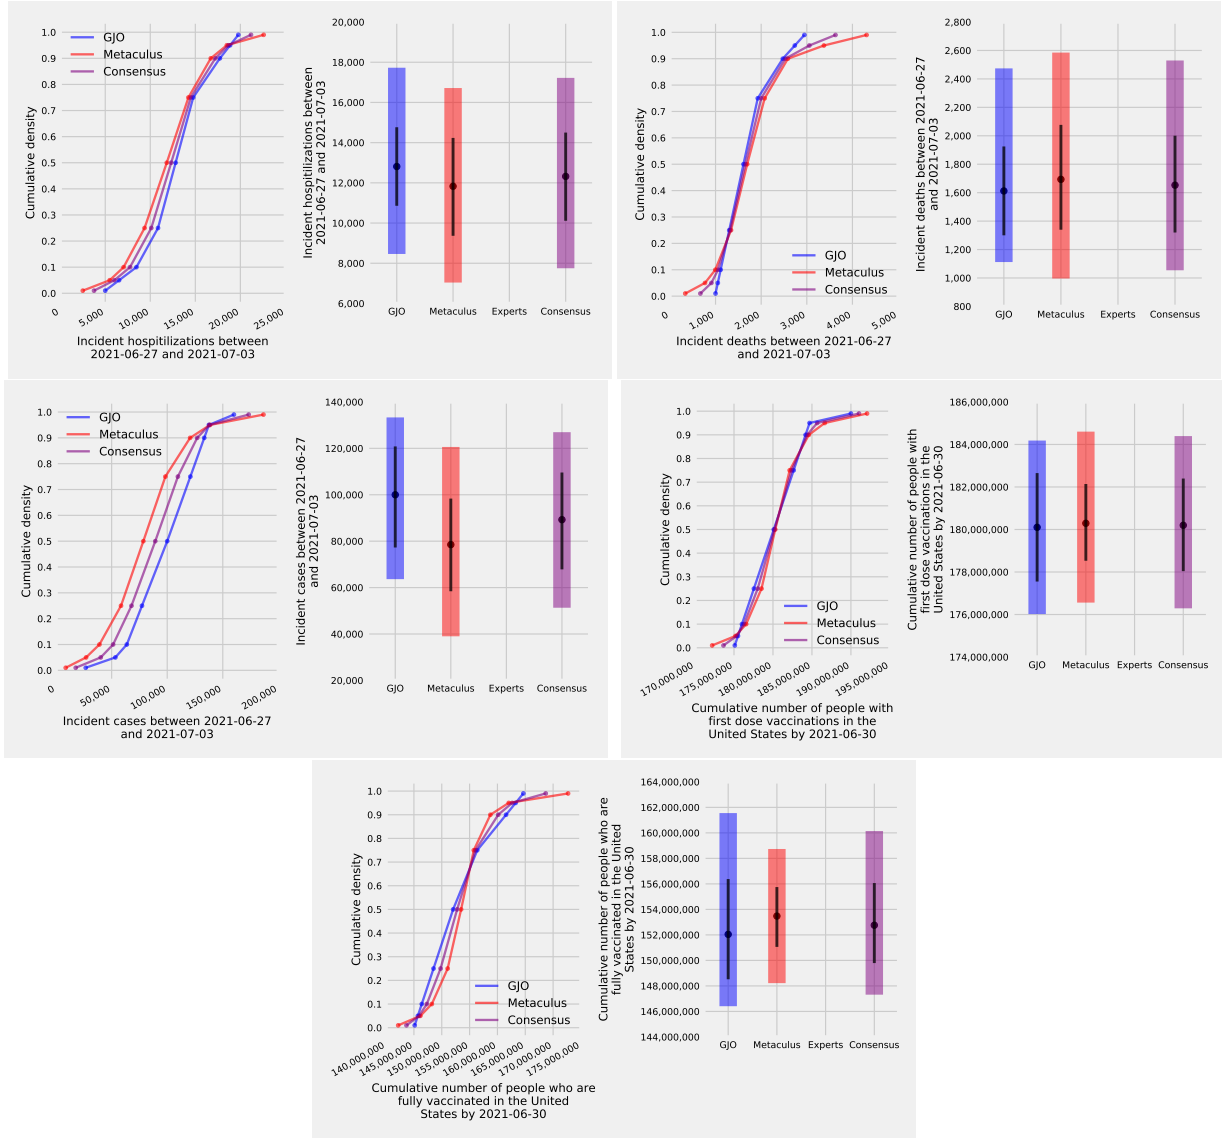 1.0
0.9
0.8
0.7
0.6
0.5
0.4
0.3
0.2
0.1
0.0
Cumulative density
GJO
Metaculus
Consensus
0
5,000
10,000
15,000
20,000
25,000
Incident hospitilizations between
2021-06-27 and 2021-07-03
20,000
18,000
16,000
14,000
12,000
10,000
8,000
6,000
Incident hospitilizations between
2021-06-27 and 2021-07-03
GJO
Metaculus
Experts
Consensus
1.0
0.9
0.8
0.7
0.6
0.5
0.4
0.3
0.2
0.1
0.0
Cumulative density
GJO
Metaculus
Consensus
0
1,000
2,000
3,000
4,000
5,000
Incident deaths between 2021-06-27
and 2021-07-03
2,800
2,600
2,400
2,200
2,000
1,800
1,600
1,400
1,200
1,000
800
Incident deaths between 2021-06-27
and 2021-07-03
GJO
Metaculus
Experts
Consensus
1.0
0.9
0.8
0.7
0.6
0.5
0.4
0.3
0.2
0.1
0.0
Cumulative density
GJO
Metaculus
Consensus
50,000
100,000
150,000
200,000
Incident cases between 2021-06-27
and 2021-07-03
140,000
120,000
100,000
80,000
60,000
40,000
20,000
Incident cases between 2021-06-27
and 2021-07-03
GJO
Metaculus
Experts
Consensus
1.0
0.9
0.8
0.7
0.6
0.5
0.4
0.3
0.2
0.1
0.0
Cumulative density
GJO
Metaculus
Consensus
170,000,000
175,000,000
180,000,000
185,000,000
190,000,000
195,000,000
Cumulative number of people with
first dose vaccinations in the
United States by 2021-06-30
186,000,000
184,000,000
182,000,000
180,000,000
178,000,000
176,000,000
174,000,000
Cumulative number of people with
first dose vaccinations in the
United States by 2021-06-30
GJO
Metaculus
Experts
Consensus
1.0
0.9
0.8
0.7
0.6
0.5
0.4
0.3
0.2
0.1
0.0
Cumulative density
GJO
Metaculus
Consensus
140,000,000
145,000,000
150,000,000
155,000,000
160,000,000
165,000,000
170,000,000
175,000,000
Cumulative number of people who are
fully vaccinated in the United
States by 2021-06-30
164,000,000
162,000,000
160,000,000
158,000,000
156,000,000
154,000,000
152,000,000
150,000,000
148,000,000
146,000,000
144,000,000
Cumulative number of people who are
fully vaccinated in the United
States by 2021-06-30
GJO
Metaculus
Experts
Consensus